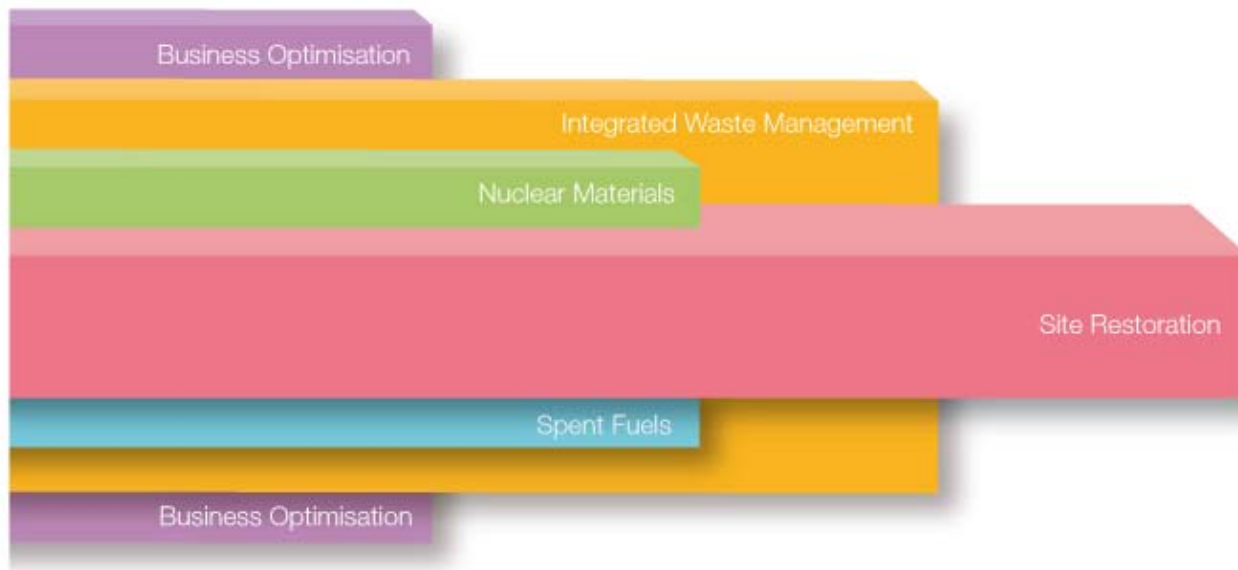 Business Optimisation
Integrated Waste Management
Nuclear Materials
Site Restoration
Spent Fuels
Business Optimisation